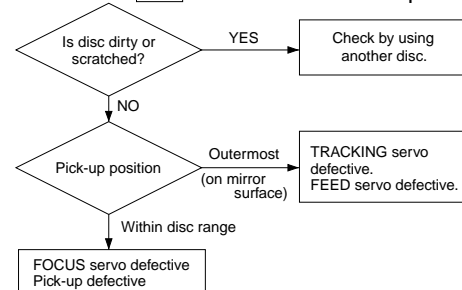 Is disc dirty or
scratched?
YES
Check by using
another disc.
NO
Pick-up position
Outermost
(on mirror
surface)
TRACKING servo
defective.
FEED servo defective.
Within disc range
FOCUS servo defective
Pick-up defective